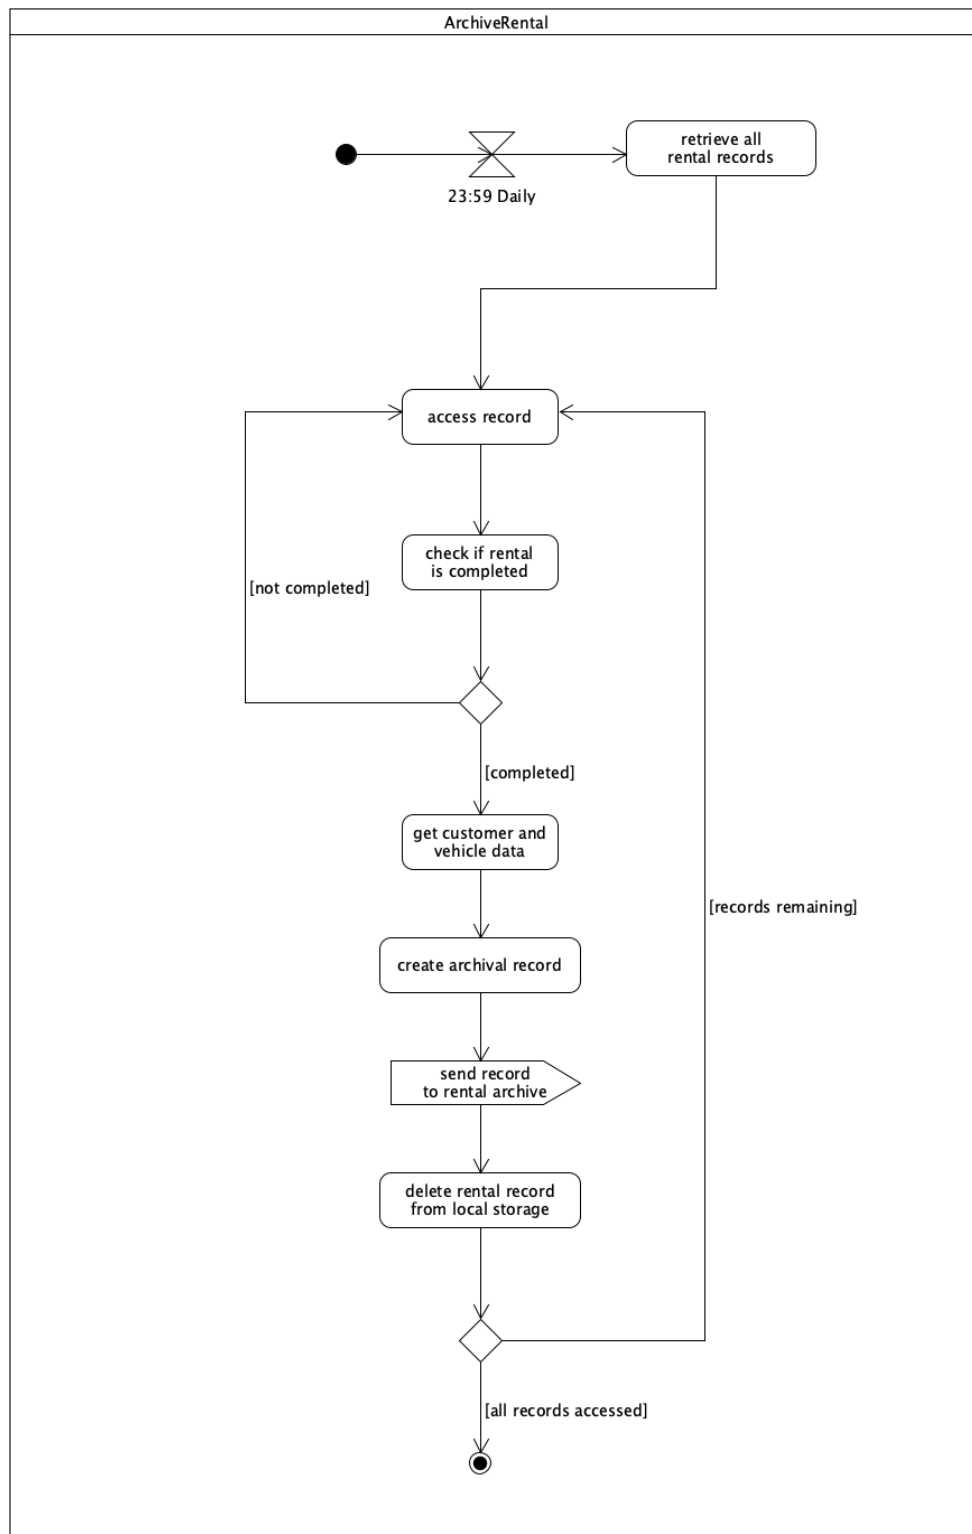 ArchiveRental
retrieve all
rental records
23:59 Daily
access record
check if rental
is completed
[not completed]
[completed]
get customer and
vehicle data
[records remaining]
create archival record
send record
to rental archive
delete rental record
from local storage
[all records accessed]